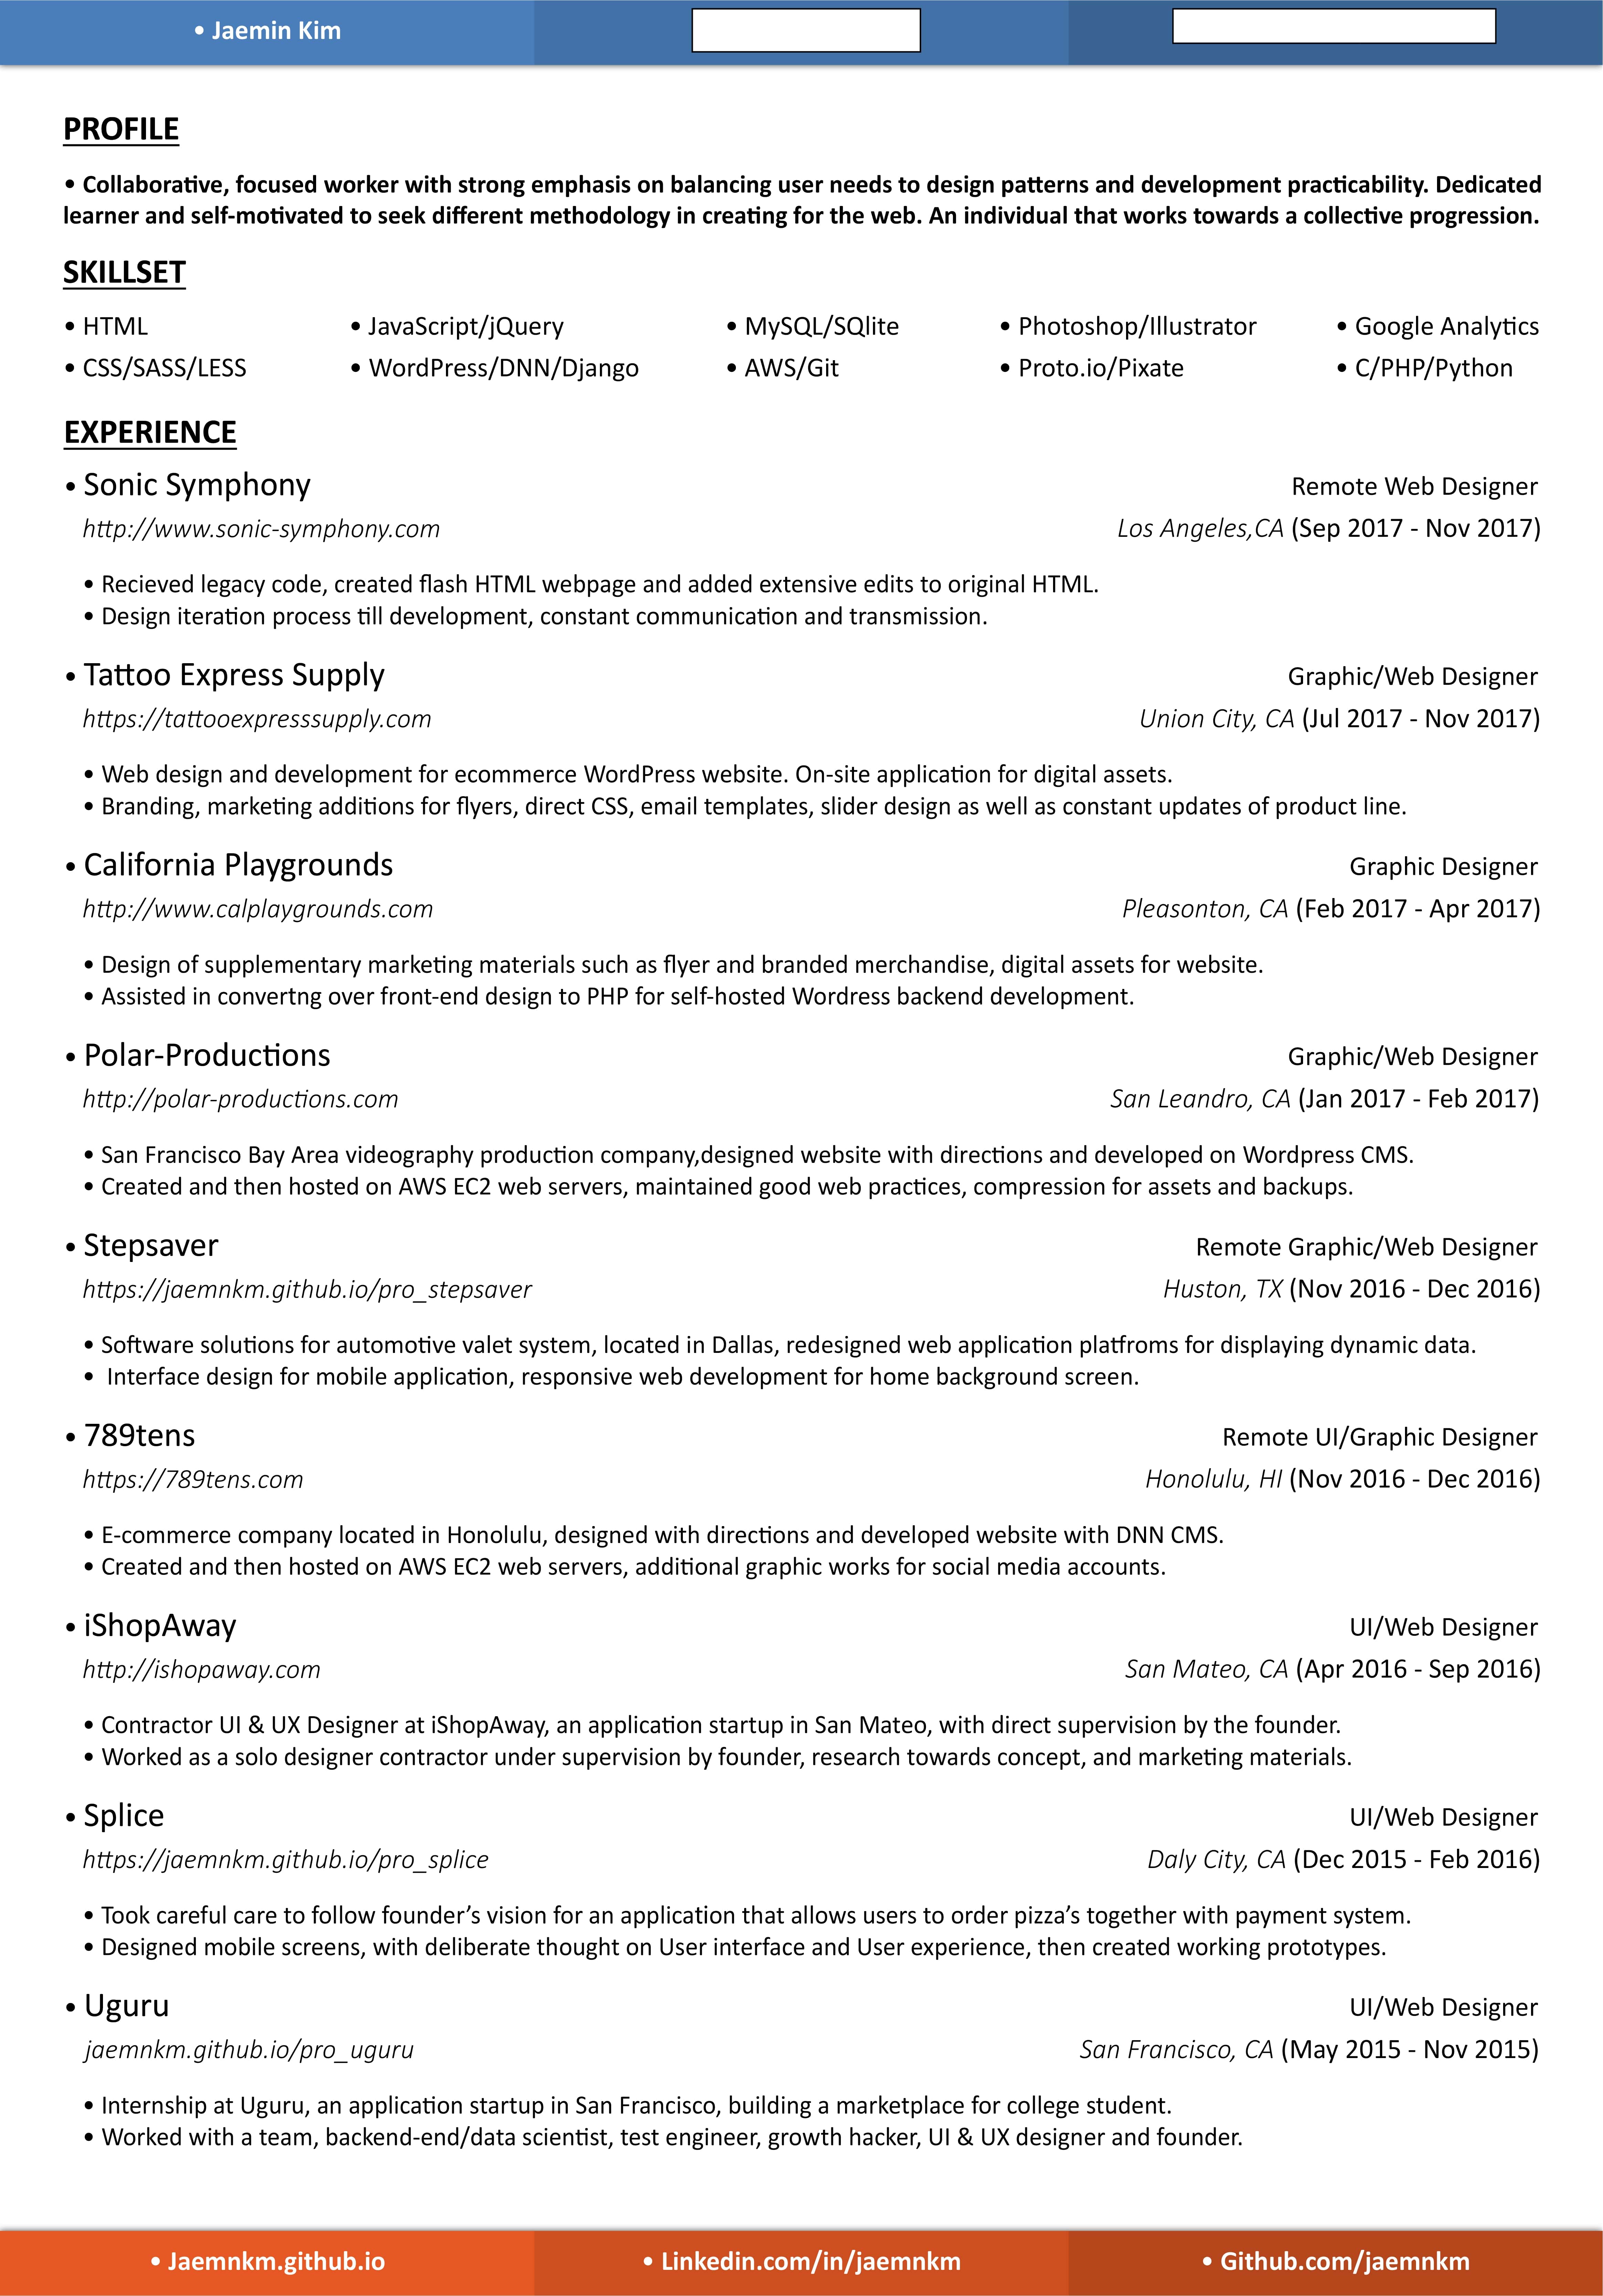 • Jaemin Kim
PROFILE
• Collaborative, focused worker with strong emphasis on balancing user needs to design patterns and development practicability. Dedicated
learner and self-motivated to seek different methodology in creating for the web. An individual that works towards a collective progression.
SKILLSET
• HTML • JavaScript/jQuery • MySQL/SQlite • Photoshop/Illustrator • Google Analytics
• CSS/SASS/LESS • WordPress/DNN/Django • AWS/Git • Proto.io/Pixate • C/PHP/Python
EXPERIENCE
• Sonic Symphony Remote Web Designer
http://www.sonic-symphony.com Los Angeles,CA (Sep 2017 - Nov 2017)
• Recieved legacy code, created flash HTML webpage and added extensive edits to original HTML.
• Design iteration process till development, constant communication and transmission.
• Tattoo Express Supply Graphic/Web Designer
https://tattooexpresssupply.com Union City, CA (Jul 2017 - Nov 2017)
• Web design and development for ecommerce WordPress website. On-site application for digital assets.
• Branding, marketing additions for flyers, direct CSS, email templates, slider design as well as constant updates of product line.
• California Playgrounds Graphic Designer
http://www.calplaygrounds.com Pleasonton, CA (Feb 2017 - Apr 2017)
• Design of supplementary marketing materials such as flyer and branded merchandise, digital assets for website.
• Assisted in convertng over front-end design to PHP for self-hosted Wordress backend development.
• Polar-Productions Graphic/Web Designer
http://polar-productions.com San Leandro, CA (Jan 2017 - Feb 2017)
• San Francisco Bay Area videography production company,designed website with directions and developed on Wordpress CMS.
• Created and then hosted on AWS EC2 web servers, maintained good web practices, compression for assets and backups.
• Stepsaver Remote Graphic/Web Designer
https://jaemnkm.github.io/pro_stepsaver Huston, TX (Nov 2016 - Dec 2016)
• Software solutions for automotive valet system, located in Dallas, redesigned web application platfroms for displaying dynamic data.
• Interface design for mobile application, responsive web development for home background screen.
• 789tens Remote UI/Graphic Designer
https://789tens.com Honolulu, HI (Nov 2016 - Dec 2016)
• E-commerce company located in Honolulu, designed with directions and developed website with DNN CMS.
• Created and then hosted on AWS EC2 web servers, additional graphic works for social media accounts.
• iShopAway UI/Web Designer
http://ishopaway.com San Mateo, CA (Apr 2016 - Sep 2016)
• Contractor UI & UX Designer at iShopAway, an application startup in San Mateo, with direct supervision by the founder.
• Worked as a solo designer contractor under supervision by founder, research towards concept, and marketing materials.
• Splice UI/Web Designer
https://jaemnkm.github.io/pro_splice Daly City, CA (Dec 2015 - Feb 2016)
• Took careful care to follow founder’s vision for an application that allows users to order pizza’s together with payment system.
• Designed mobile screens, with deliberate thought on User interface and User experience, then created working prototypes.
• Uguru UI/Web Designer
jaemnkm.github.io/pro_uguru San Francisco, CA (May 2015 - Nov 2015)
• Internship at Uguru, an application startup in San Francisco, building a marketplace for college student.
• Worked with a team, backend-end/data scientist, test engineer, growth hacker, UI & UX designer and founder.
• Jaemnkm.github.io • Linkedin.com/in/jaemnkm • Github.com/jaemnkm